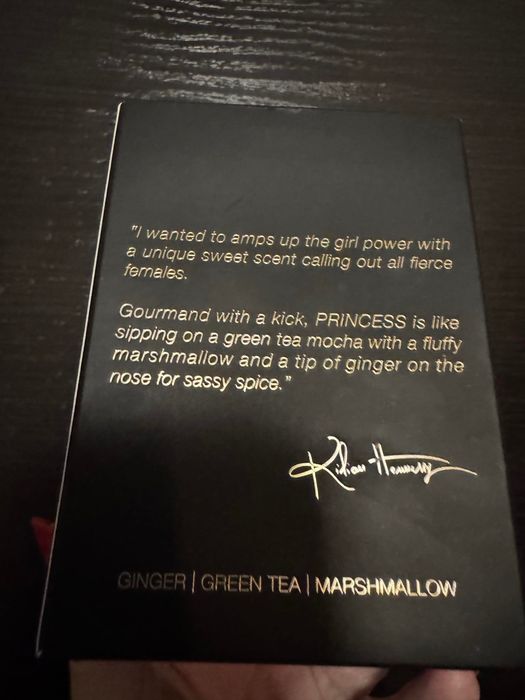 "I wanted to amps up the girl power with
a unique sweet scent calling out all fierce
females.
Gourmand with a kick, PRINCESS is like
sipping on a green tea mocha with a fluffy
marshmallow and a tip of ginger on the
nose for sassy spice."
Kilian Hennessy
GINGER | GREEN TEA | MARSHMALLOW